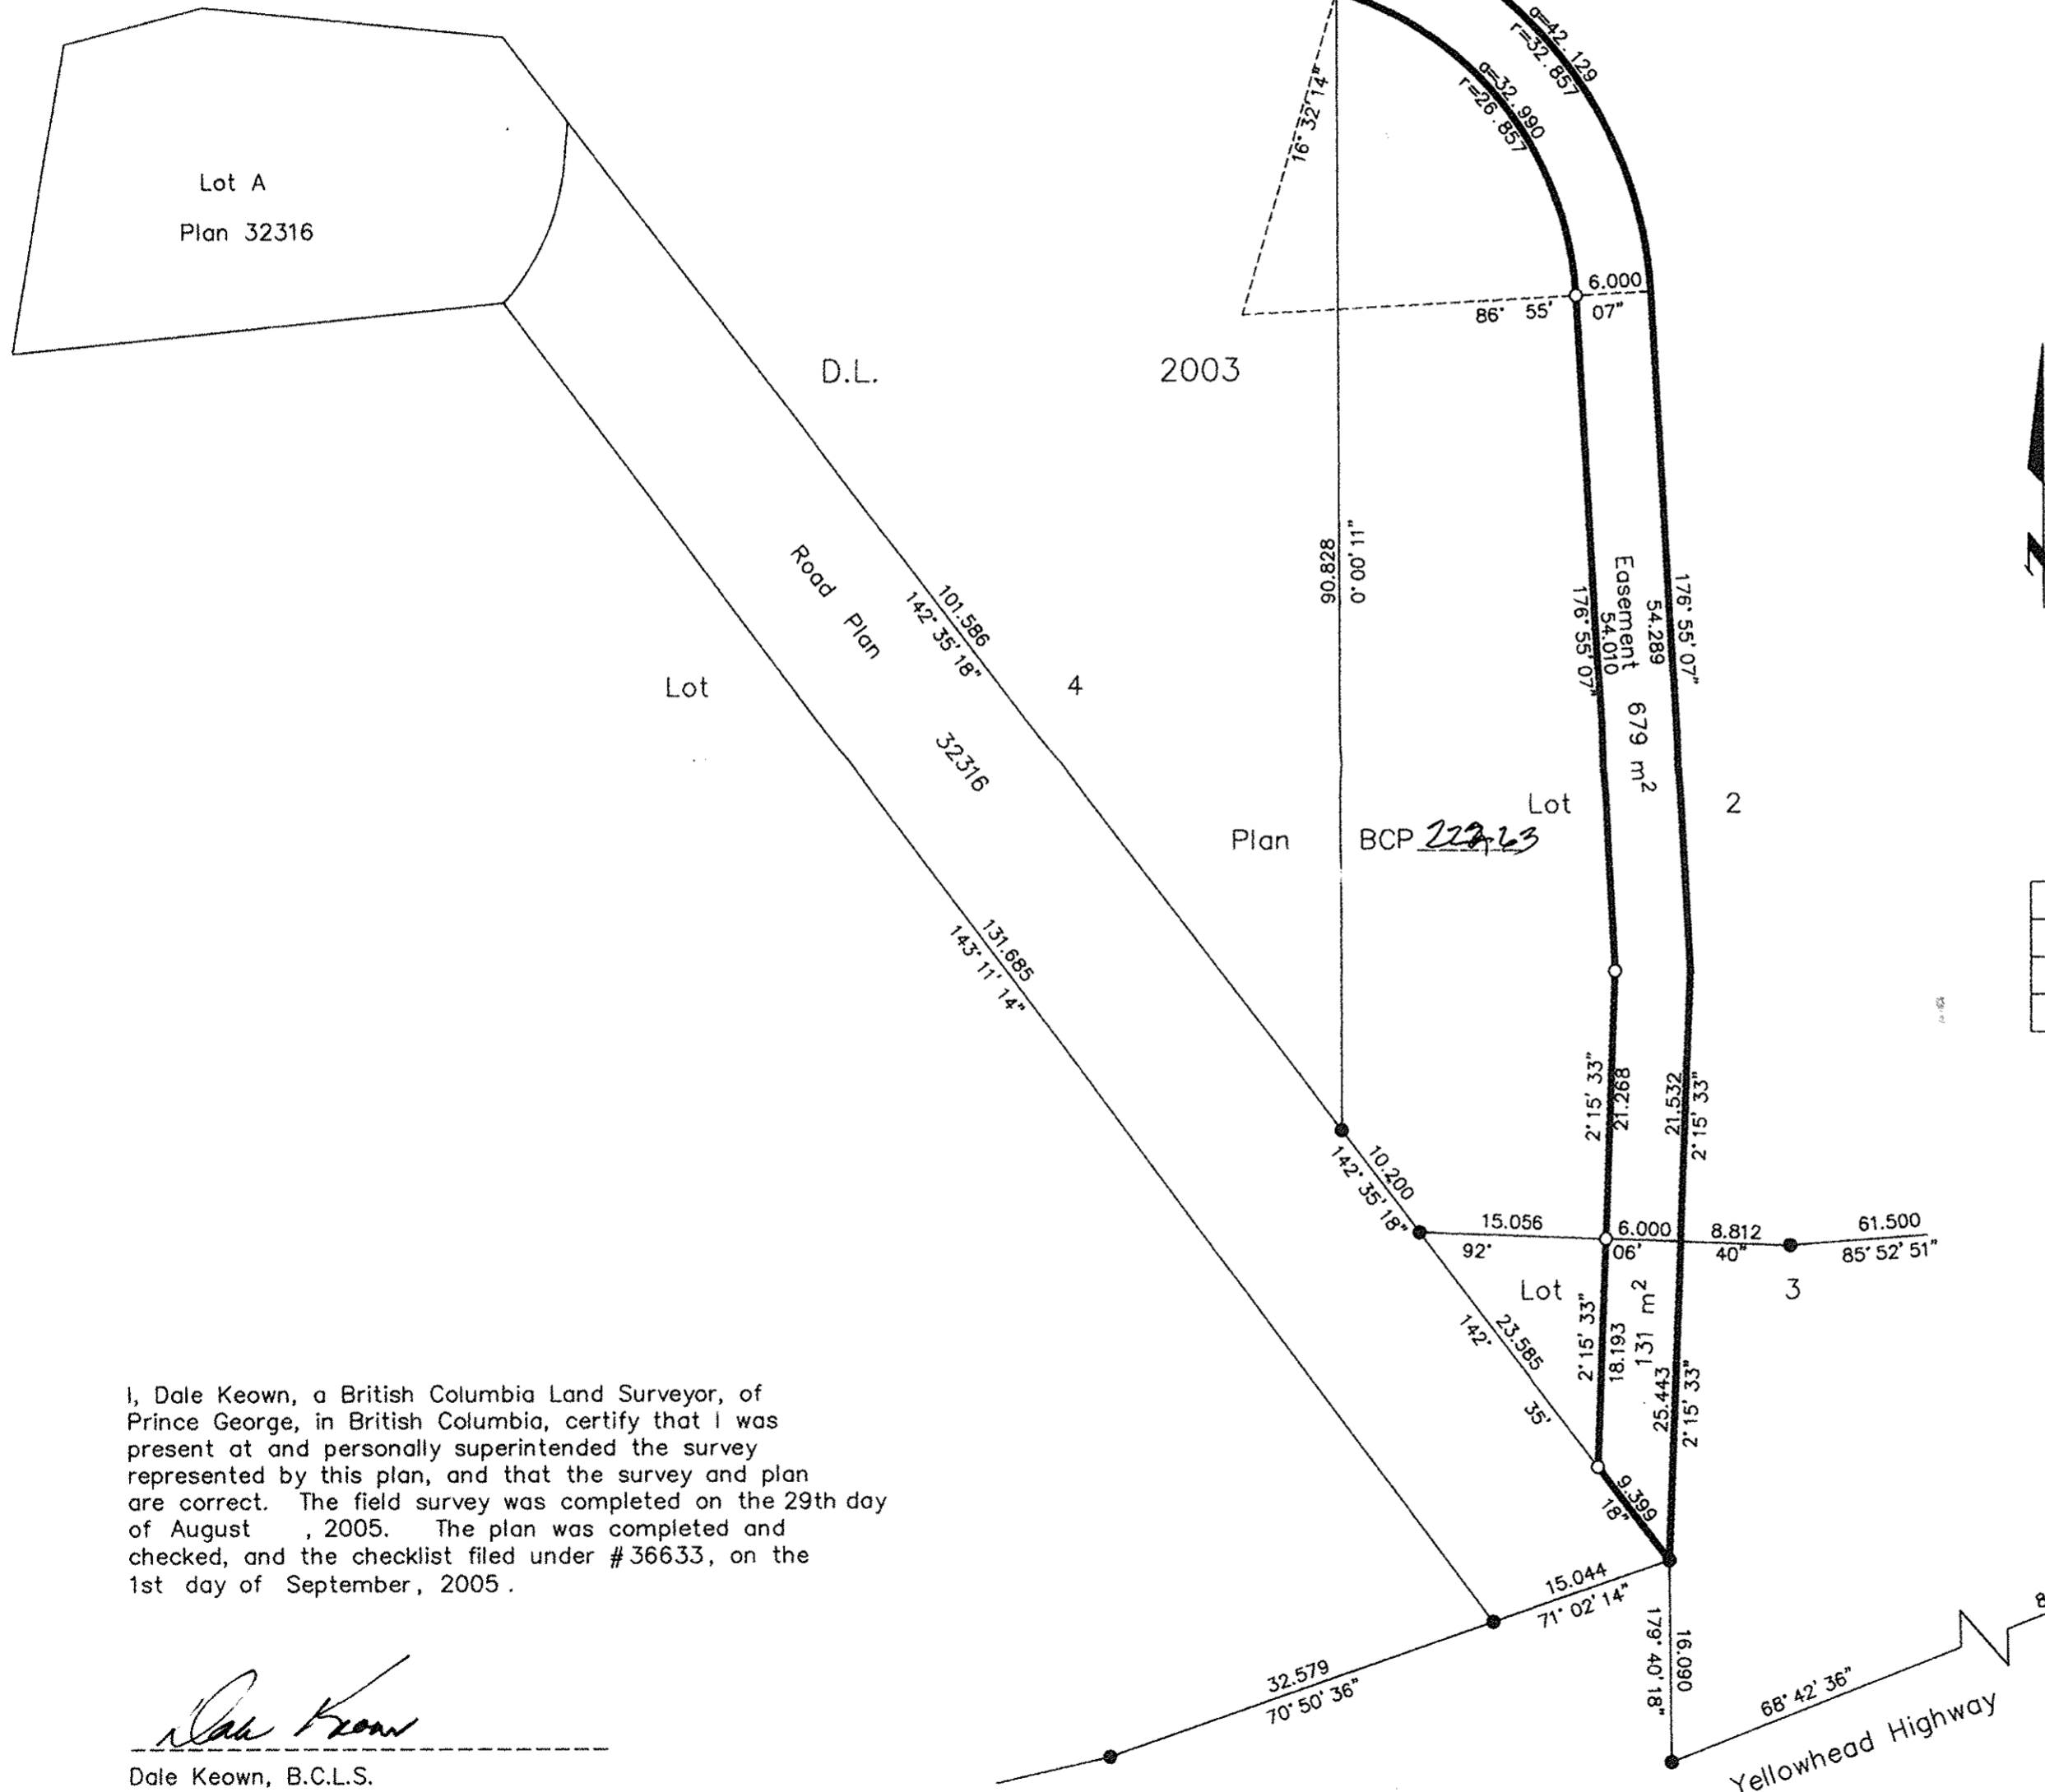 a=42.129
r=32.857
a=32.990
r=26.857
16° 32' 14"
Lot A
Plan 32316
6.000
86° 55' 07"
D.L. 2003
90.828
0° 00' 11"
Easement 679 m²
176° 55' 07"
54.010
176° 55' 07"
54.289
Road Plan 32316
101.586
142° 35' 18"
Lot 4
Lot 2
Plan BCP
131.685
143° 11' 14"
2° 15' 33"
21.268
21.532
2° 15' 33"
10.200
142° 35' 18"
15.056 6.000 8.812 61.500
92° 06' 40" 85° 52' 51"
Lot 3
131 m²
2° 15' 33"
18.193
25.443
2° 15' 33"
23.585
142° 35' 18"
9.399
15.044
71° 02' 14"
179° 40' 18"
16.090
32.579
70° 50' 36"
68° 42' 36"
8
Yellowhead Highway
N
I, Dale Keown, a British Columbia Land Surveyor, of
Prince George, in British Columbia, certify that I was
present at and personally superintended the survey
represented by this plan, and that the survey and plan
are correct. The field survey was completed on the 29th day
of August , 2005. The plan was completed and
checked, and the checklist filed under #36633, on the
1st day of September, 2005.
Dale Keown
Dale Keown, B.C.L.S.